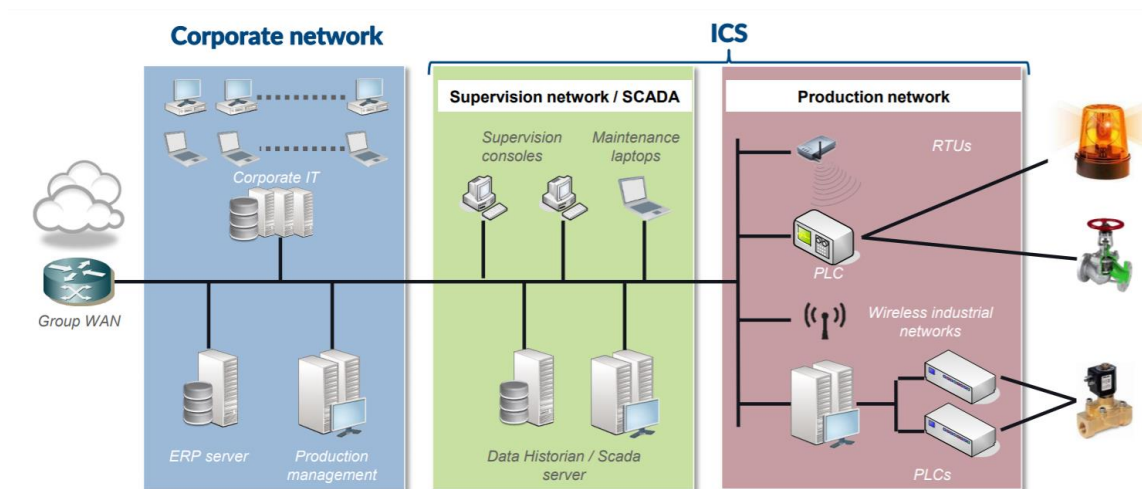 Corporate network
ICS
Supervision network / SCADA
Production network
Supervision
consoles
Maintenance
laptops
RTUs
Corporate IT
PLC
Group WAN
Wireless industrial
networks
ERP server
Production
management
Data Historian / Scada
server
PLCs